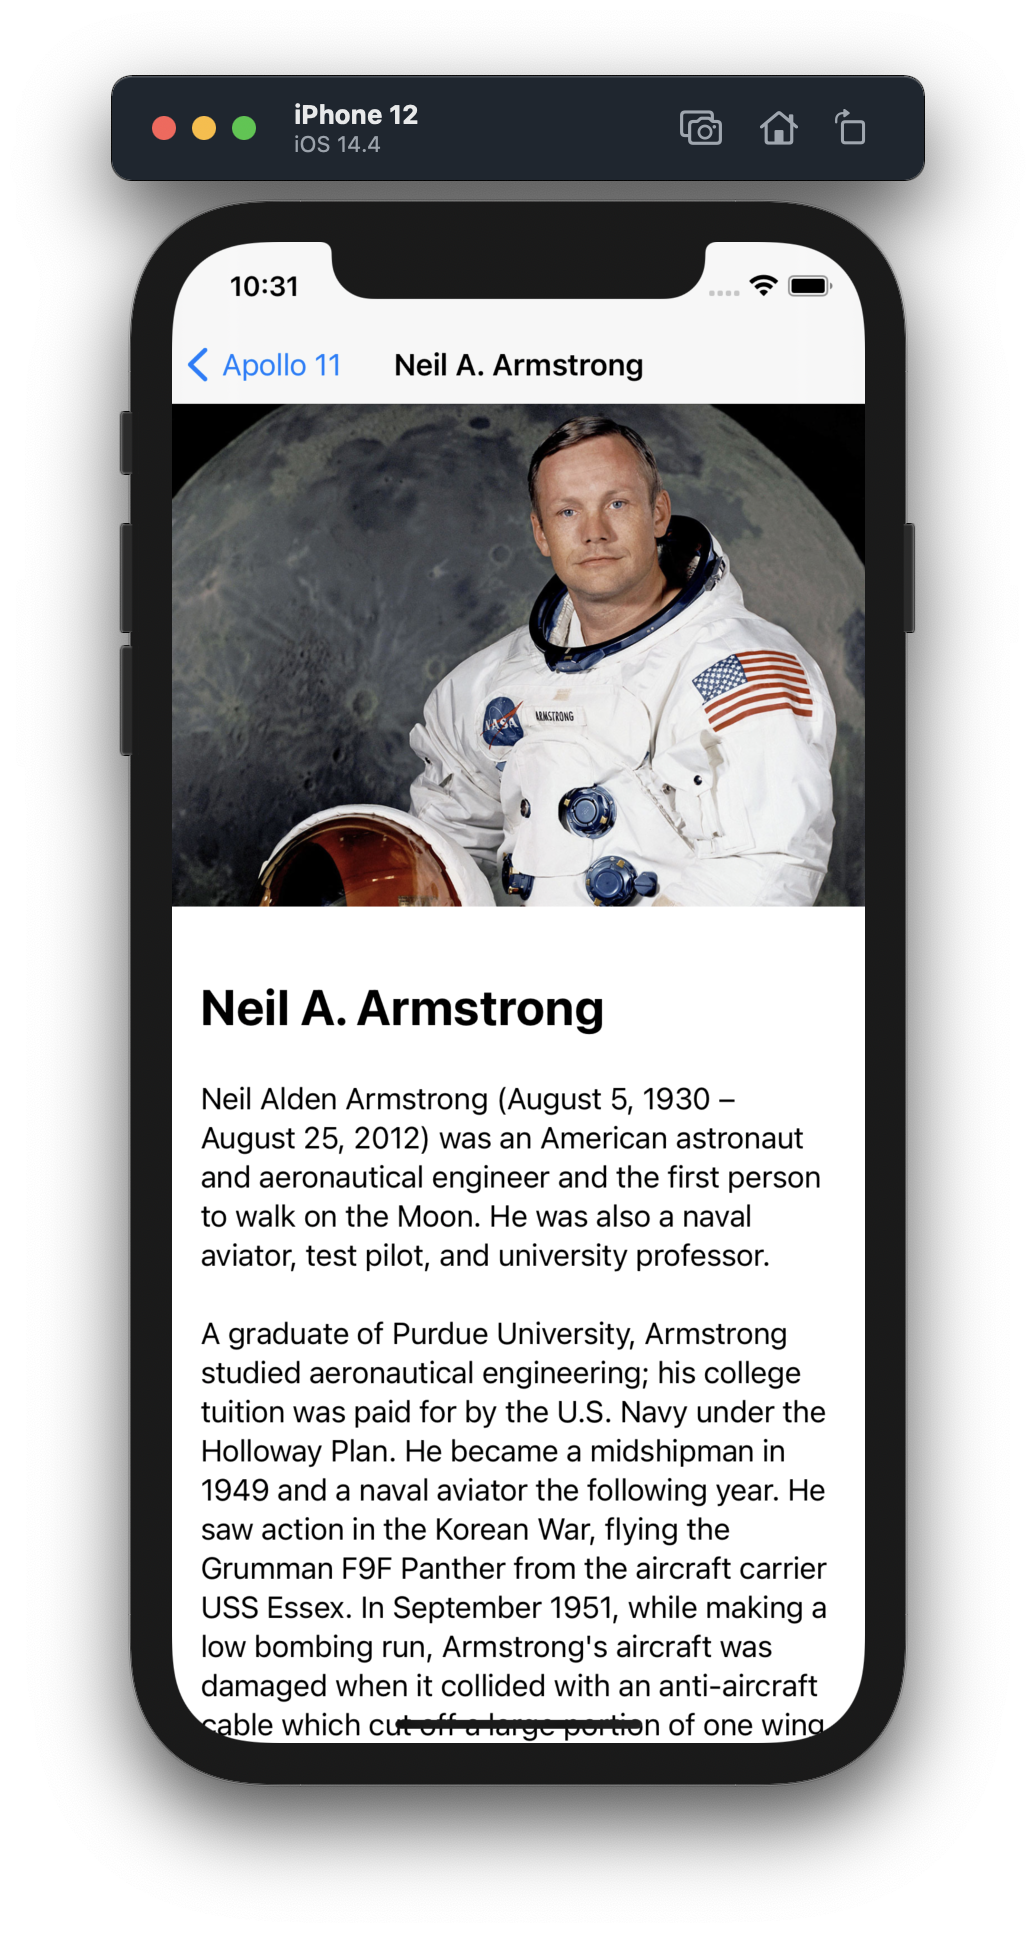 iPhone 12
iOS 14.4
10:31
Apollo 11
Neil A. Armstrong
NASA
ARMSTRONG
Neil A. Armstrong
Neil Alden Armstrong (August 5, 1930 –
August 25, 2012) was an American astronaut
and aeronautical engineer and the first person
to walk on the Moon. He was also a naval
aviator, test pilot, and university professor.
A graduate of Purdue University, Armstrong
studied aeronautical engineering; his college
tuition was paid for by the U.S. Navy under the
Holloway Plan. He became a midshipman in
1949 and a naval aviator the following year. He
saw action in the Korean War, flying the
Grumman F9F Panther from the aircraft carrier
USS Essex. In September 1951, while making a
low bombing run, Armstrong's aircraft was
damaged when it collided with an anti-aircraft
cable which cut off a large portion of one wing